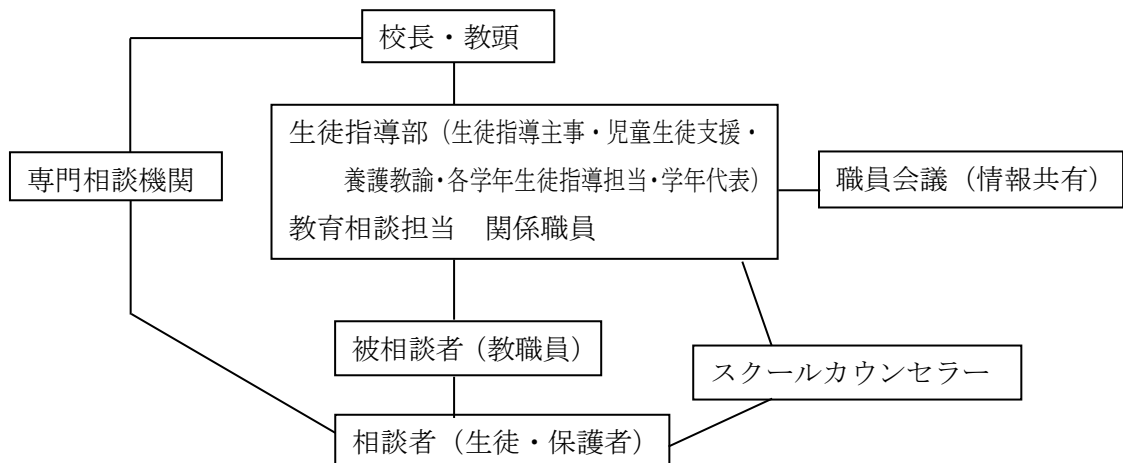 校長・教頭
生徒指導部（生徒指導主事・児童生徒支援・
養護教諭・各学年生徒指導担当・学年代表）
教育相談担当　関係職員
専門相談機関
職員会議（情報共有）
被相談者（教職員）
スクールカウンセラー
相談者（生徒・保護者）